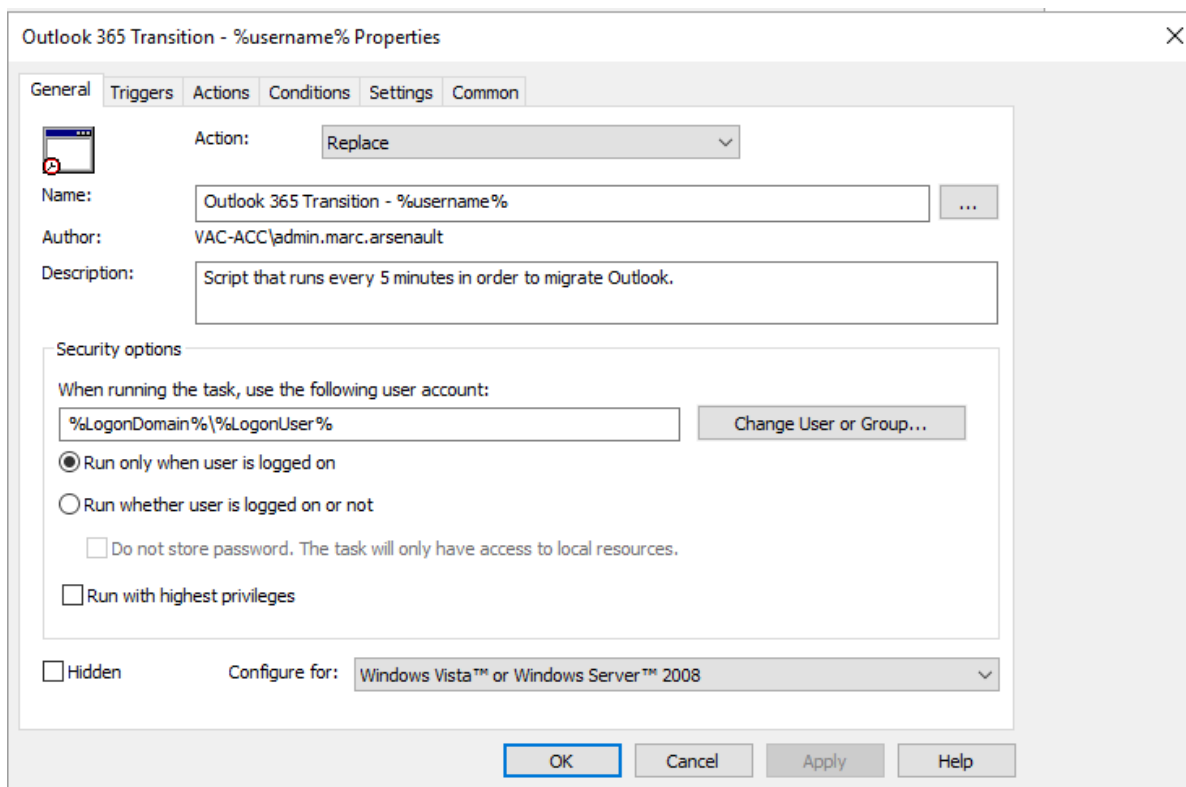 Outlook 365 Transition - %username% Properties
General Triggers Actions Conditions Settings Common
Action: Replace
Name: Outlook 365 Transition - %username% ...
Author: VAC-ACC\admin.marc.arsenault
Description: Script that runs every 5 minutes in order to migrate Outlook.
Security options
When running the task, use the following user account:
%LogonDomain%\%LogonUser% Change User or Group...
Run only when user is logged on
Run whether user is logged on or not
Do not store password. The task will only have access to local resources.
Run with highest privileges
Hidden Configure for: Windows Vista™ or Windows Server™ 2008
OK Cancel Apply Help